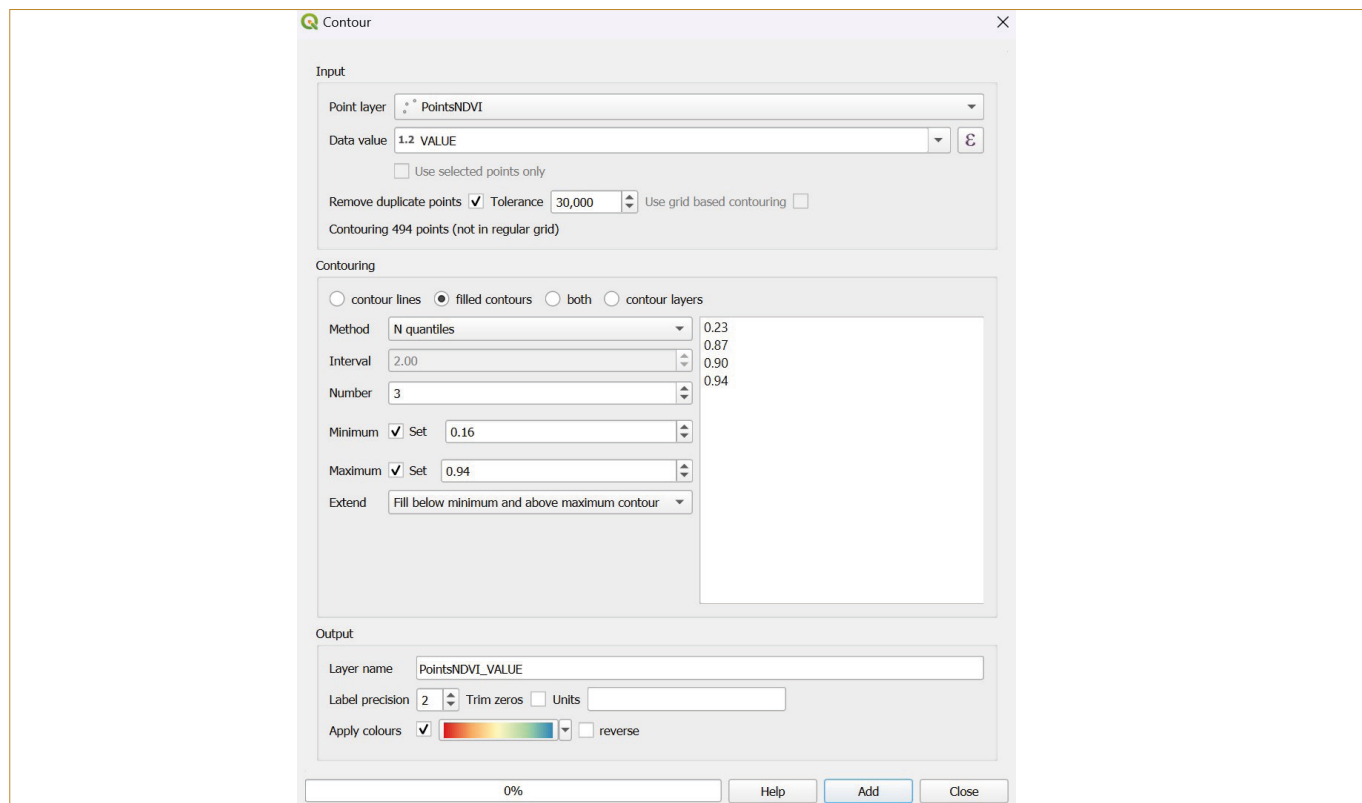 Contour
Input
Point layer PointsNDVI
Data value 1.2 VALUE ε
Use selected points only
Remove duplicate points Tolerance 30,000 Use grid based contouring
Contouring 494 points (not in regular grid)
Contouring
contour lines filled contours both contour layers
Method N quantiles
0.23
0.87
0.90
0.94
Interval 2.00
Number 3
Minimum Set 0.16
Maximum Set 0.94
Extend Fill below minimum and above maximum contour
Output
Layer name PointsNDVI_VALUE
Label precision 2 Trim zeros Units
Apply colours reverse
0% Help Add Close